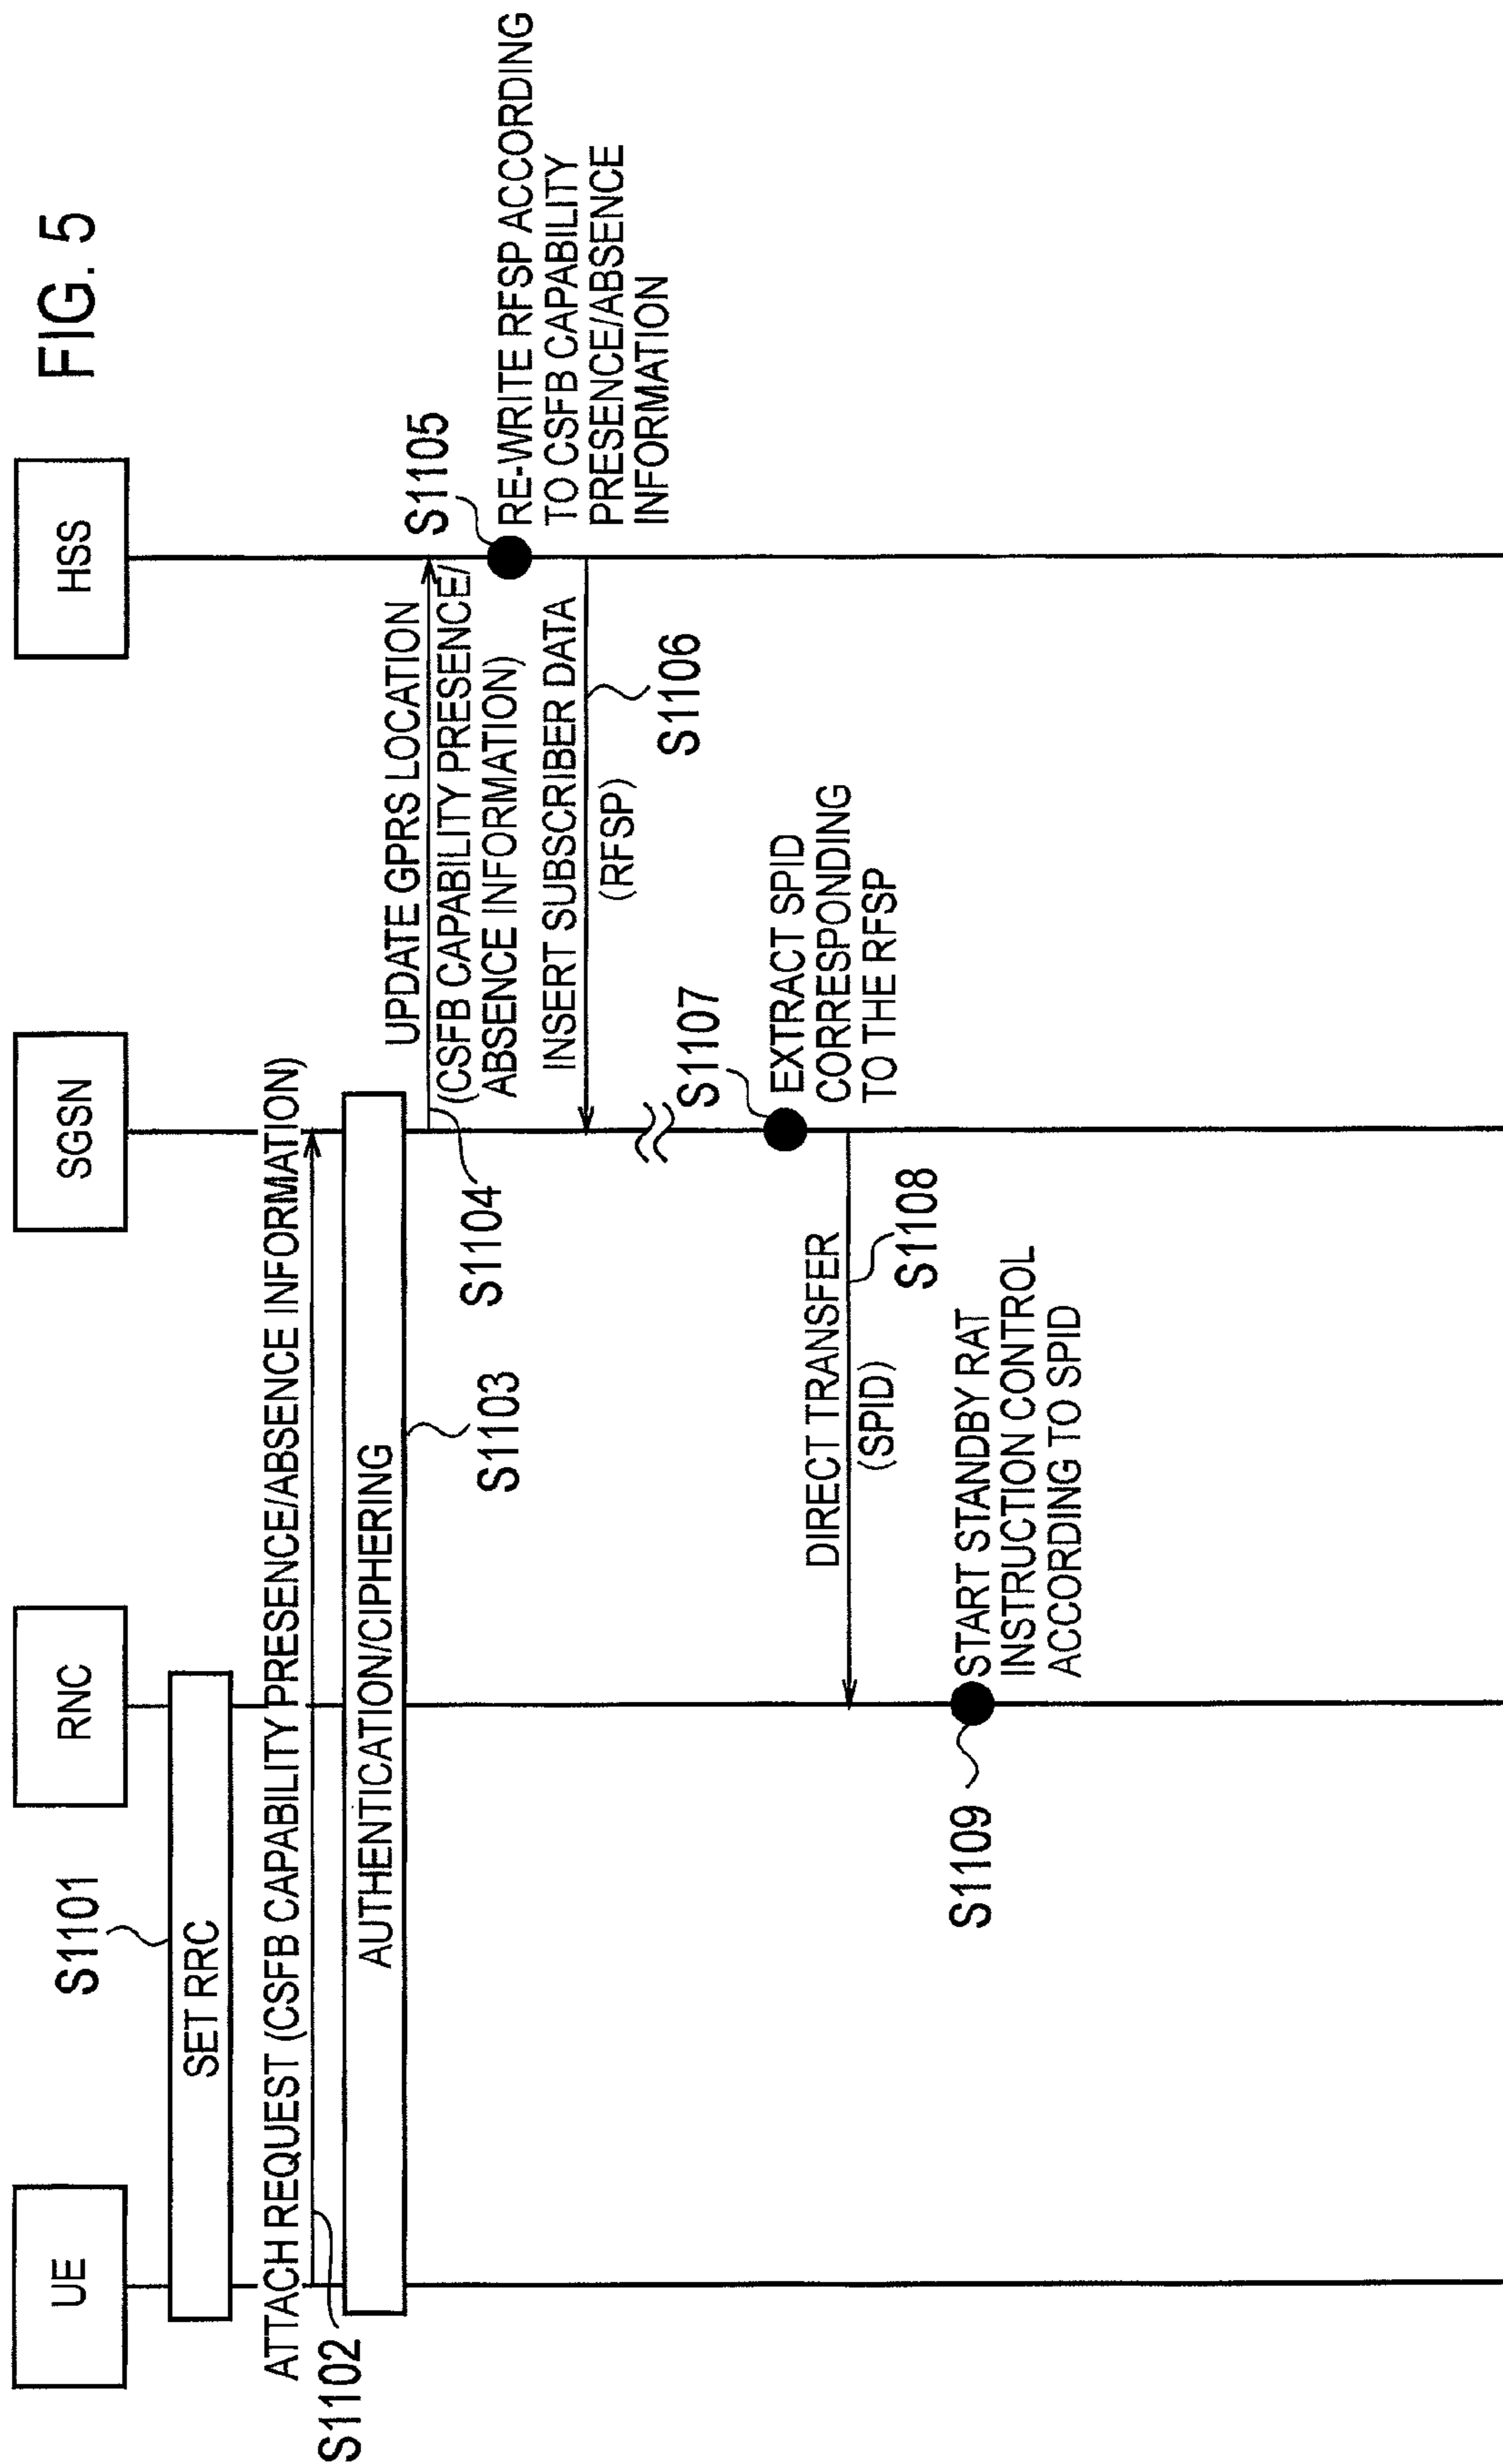 FIG. 5
UE
RNC
SGSN
HSS
S1101
SET RRC
ATTACH REQUEST (CSFB CAPABILITY PRESENCE/ABSENCE INFORMATION)
S1102
AUTHENTICATION/CIPHERING
S1103
UPDATE GPRS LOCATION
(CSFB CAPABILITY PRESENCE/
ABSENCE INFORMATION)
S1104
S1105
RE-WRITE RFSP ACCORDING
TO CSFB CAPABILITY
PRESENCE/ABSENCE
INFORMATION
INSERT SUBSCRIBER DATA
(RFSP)
S1106
S1107
EXTRACT SPID
CORRESPONDING
TO THE RFSP
DIRECT TRANSFER
(SPID)
S1108
S1109
START STANDBY RAT
INSTRUCTION CONTROL
ACCORDING TO SPID